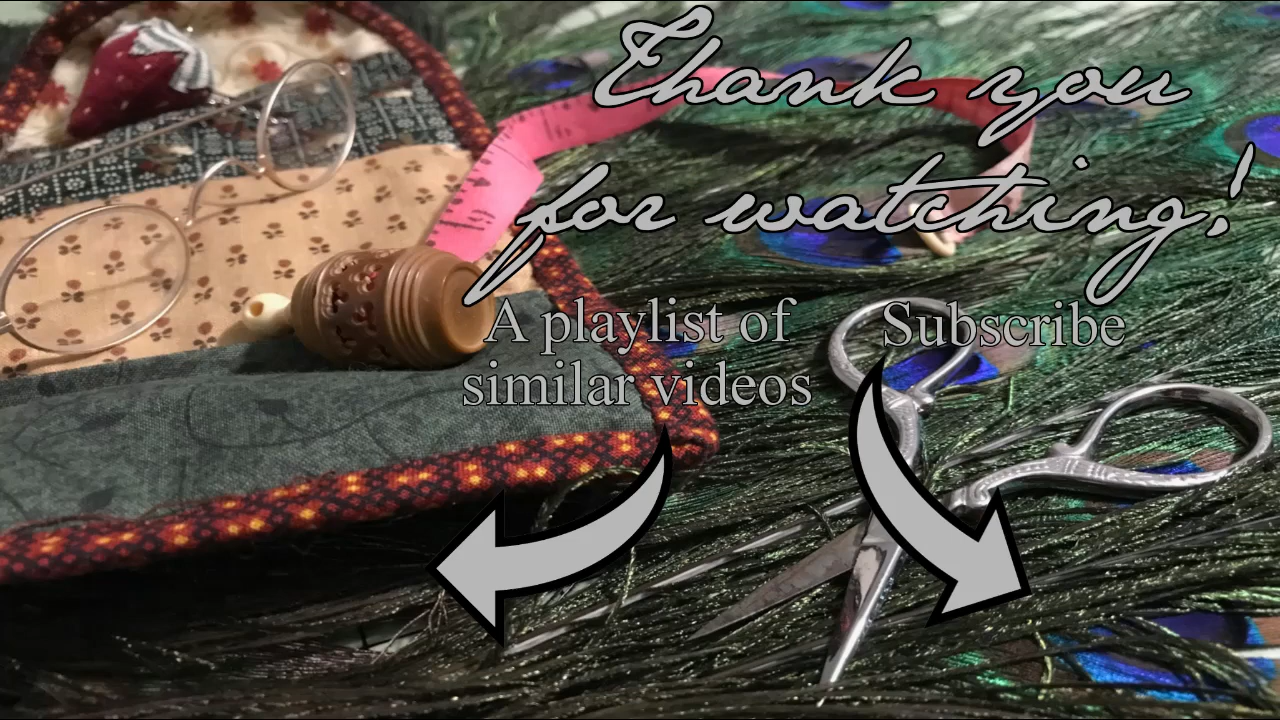 Thank you
for watching!
A playlist of
similar videos
Subscribe